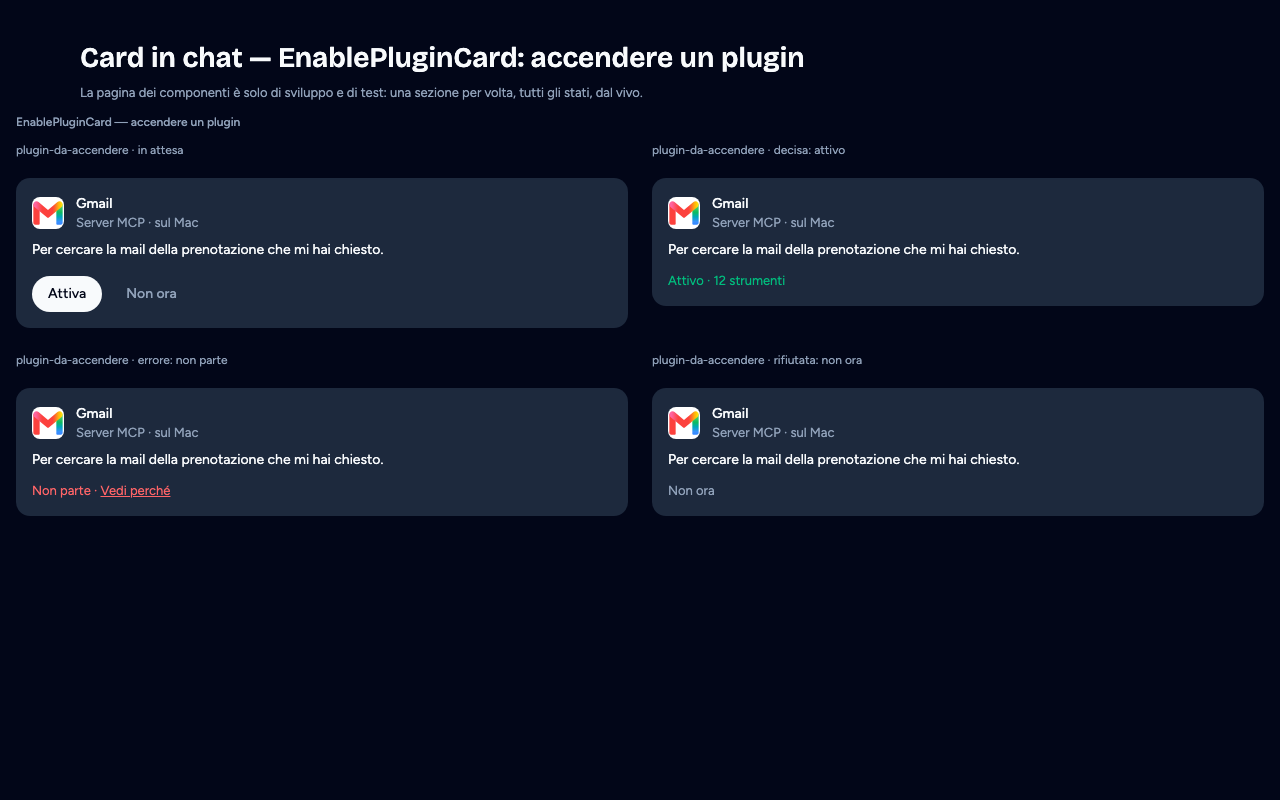 Card in chat — EnablePluginCard: accendere un plugin
La pagina dei componenti è solo di sviluppo e di test: una sezione per volta, tutti gli stati, dal vivo.
EnablePluginCard — accendere un plugin
plugin-da-accendere · in attesa
Gmail
Server MCP · sul Mac
Per cercare la mail della prenotazione che mi hai chiesto.
Attiva Non ora
plugin-da-accendere · decisa: attivo
Gmail
Server MCP · sul Mac
Per cercare la mail della prenotazione che mi hai chiesto.
Attivo · 12 strumenti
plugin-da-accendere · errore: non parte
Gmail
Server MCP · sul Mac
Per cercare la mail della prenotazione che mi hai chiesto.
Non parte · Vedi perché
plugin-da-accendere · rifiutata: non ora
Gmail
Server MCP · sul Mac
Per cercare la mail della prenotazione che mi hai chiesto.
Non ora